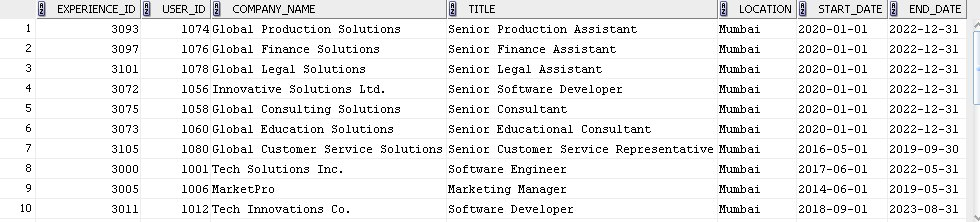 EXPERIENCE_ID USER_ID COMPANY_NAME TITLE LOCATION START_DATE END_DATE
1 3093 1074 Global Production Solutions Senior Production Assistant Mumbai 2020-01-01 2022-12-31
2 3097 1076 Global Finance Solutions Senior Finance Assistant Mumbai 2020-01-01 2022-12-31
3 3101 1078 Global Legal Solutions Senior Legal Assistant Mumbai 2020-01-01 2022-12-31
4 3072 1056 Innovative Solutions Ltd. Senior Software Developer Mumbai 2020-01-01 2022-12-31
5 3075 1058 Global Consulting Solutions Senior Consultant Mumbai 2020-01-01 2022-12-31
6 3073 1060 Global Education Solutions Senior Educational Consultant Mumbai 2020-01-01 2022-12-31
7 3105 1080 Global Customer Service Solutions Senior Customer Service Representative Mumbai 2016-05-01 2019-09-30
8 3000 1001 Tech Solutions Inc. Software Engineer Mumbai 2017-06-01 2022-05-31
9 3005 1006 MarketPro Marketing Manager Mumbai 2014-06-01 2019-05-31
10 3011 1012 Tech Innovations Co. Software Developer Mumbai 2018-09-01 2023-08-31